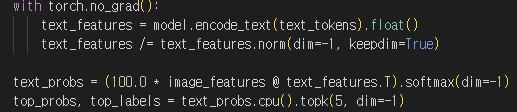 with torch.no_grad():
    text_features = model.encode_text(text_tokens).float()
    text_features /= text_features.norm(dim=-1, keepdim=True)

text_probs = (100.0 * image_features @ text_features.T).softmax(dim=-1)
top_probs, top_labels = text_probs.cpu().topk(5, dim=-1)